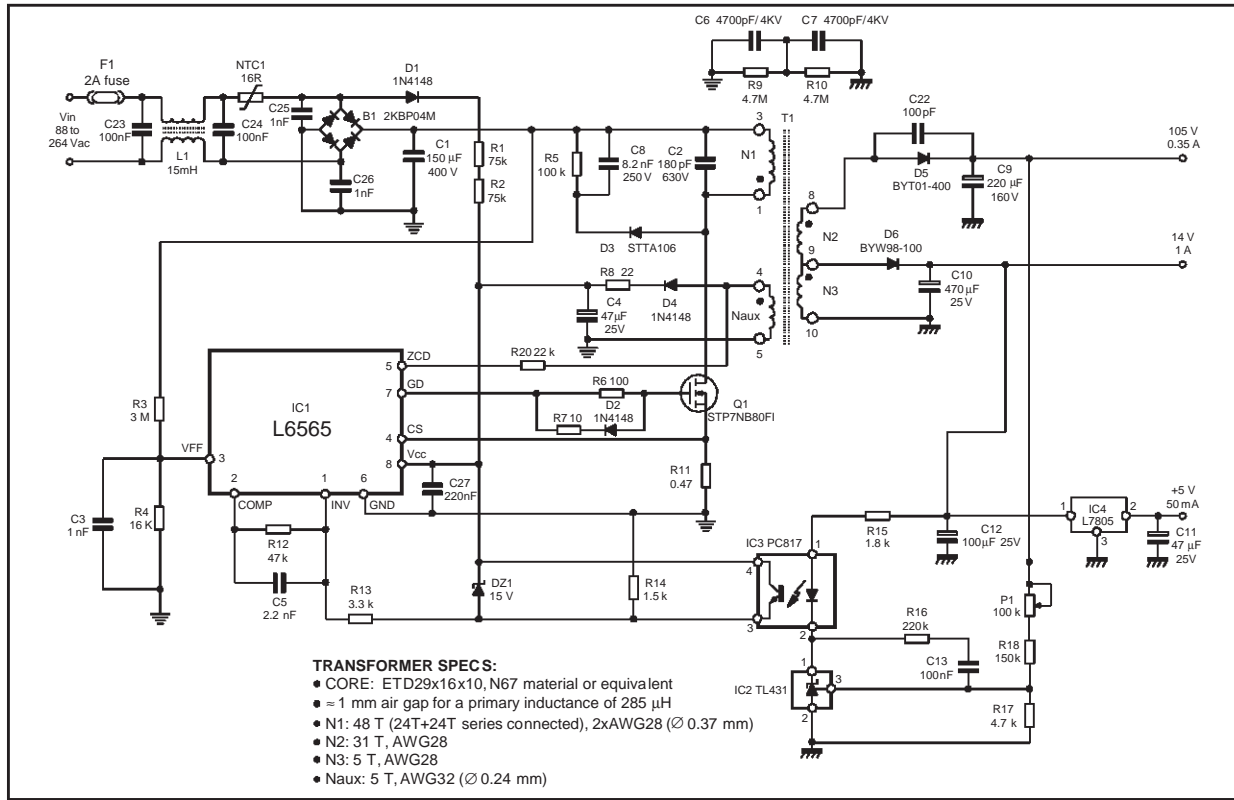 C6 4700pF/4KV
C7 4700pF/4KV
R9
4.7M
R10
4.7M
F1
2A fuse
NTC1
16R
D1
1N4148
C25
1nF
B1
2KBP04M
Vin
88 to
264 Vac
C23
100nF
C24
100nF
L1
15mH
C26
1nF
C1
150 µF
400 V
R1
75k
R2
75k
R5
100 k
C8
8.2 nF
250 V
C2
180 pF
630V
3
T1
N1
1
D3 STTA106
C22
100pF
D5
BYT01-400
C9
220 µF
160V
105 V
0.35 A
8
N2
9
N3
10
D6
BYW98-100
C10
470 µF
25V
14 V
1 A
R8 22
C4
47µF
25V
D4
1N4148
4
Naux
5
R20 22 k
5 ZCD
7 GD
IC1
L6565
4 CS
8 Vcc
R6 100
D2
1N4148
R7 10
Q1
STP7NB80FI
R3
3 M
VFF
3
2
COMP
1
INV
6
GND
C27
220nF
R11
0.47
C3
1 nF
R4
16 K
R12
47 k
C5
2.2 nF
R13
3.3 k
DZ1
15 V
R14
1.5 k
IC3 PC817
1
4
3
2
R15
1.8 k
C12
100µF 25V
1
IC4
L7805
2
3
+5 V
50 mA
C11
47 µF
25V
P1
100 k
R16
220 k
C13
100nF
R18
150 k
1
IC2 TL431
3
2
R17
4.7 k
TRANSFORMER SPECS:
• CORE: ETD29x16x10, N67 material or equivalent
• ≈ 1 mm air gap for a primary inductance of 285 µH
• N1: 48 T (24T+24T series connected), 2xAWG28 (∅ 0.37 mm)
• N2: 31 T, AWG28
• N3: 5 T, AWG28
• Naux: 5 T, AWG32 (∅ 0.24 mm)